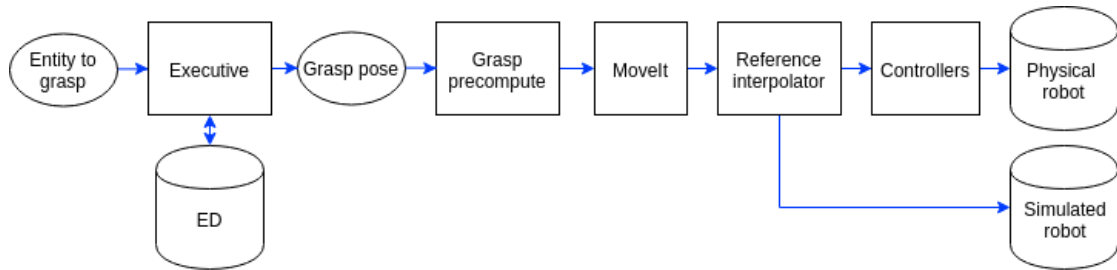 Entity to
grasp
Executive
Grasp pose
Grasp
precompute
MoveIt
Reference
interpolator
Controllers
Physical
robot
ED
Simulated
robot